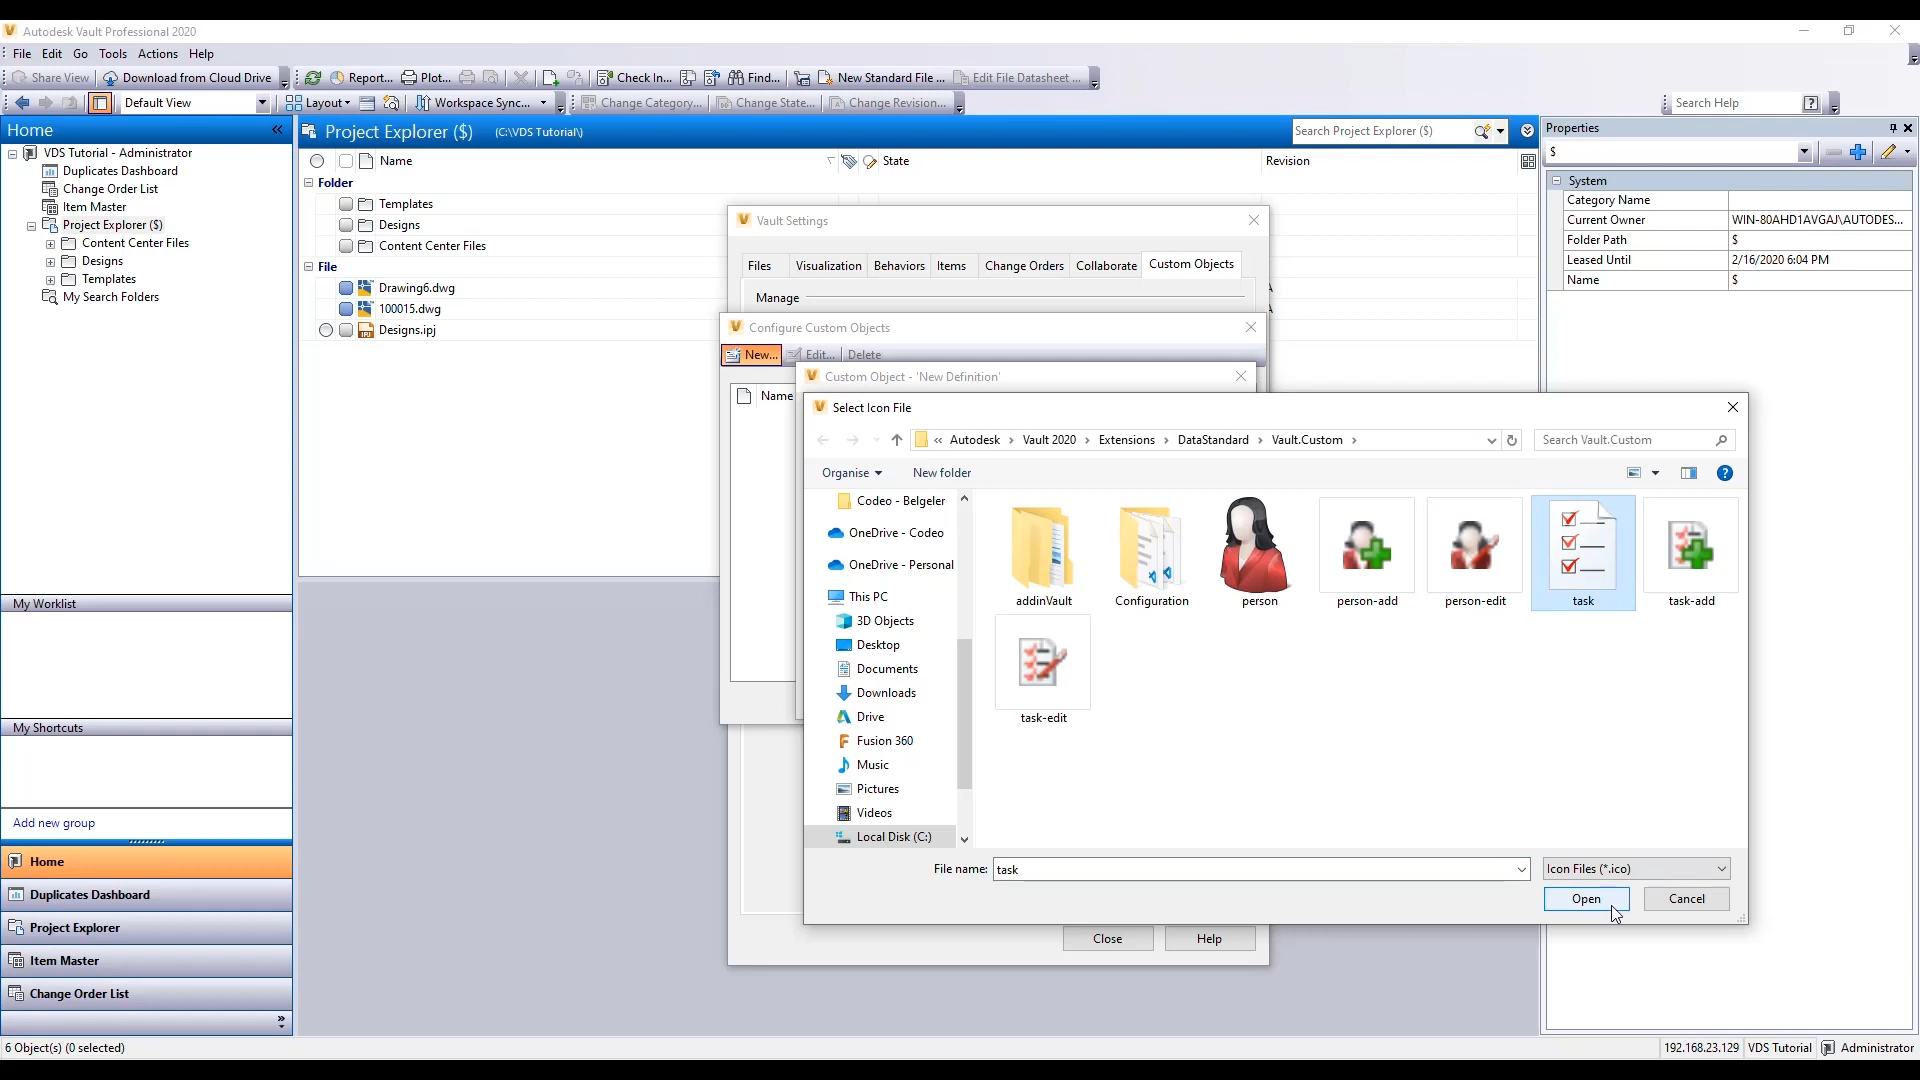 Autodesk Vault Professional 2020
File Edit Go Tools Actions Help
Share View Download from Cloud Drive Report... Plot... Check In... Find... New Standard File ... Edit File Datasheet ...
Default View Layout Workspace Sync... Change Category... Change State... Change Revision... Search Help
Home
VDS Tutorial - Administrator
Duplicates Dashboard
Change Order List
Item Master
Project Explorer ($)
Content Center Files
Designs
Templates
My Search Folders
My Worklist
My Shortcuts
Add new group
Home
Duplicates Dashboard
Project Explorer
Item Master
Change Order List
Project Explorer ($) (C:\VDS Tutorial\) Search Project Explorer ($)
Name State Revision
Folder
Templates
Designs
Content Center Files
File
Drawing6.dwg
100015.dwg
Designs.ipj
Vault Settings
Files Visualization Behaviors Items Change Orders Collaborate Custom Objects
Manage
Configure Custom Objects
New... Edit... Delete
Name
Custom Object - 'New Definition'
Select Icon File
« Autodesk › Vault 2020 › Extensions › DataStandard › Vault.Custom › Search Vault.Custom
Organise New folder
Codeo - Belgeler
OneDrive - Codeo
OneDrive - Personal
This PC
3D Objects
Desktop
Documents
Downloads
Drive
Fusion 360
Music
Pictures
Videos
Local Disk (C:)
addinVault Configuration person person-add person-edit task task-add
task-edit
File name: task Icon Files (*.ico)
Open Cancel
Close Help
A
A
Properties
$
System
Category Name
Current Owner WIN-80AHD1AVGAJ\AUTODES...
Folder Path $
Leased Until 2/16/2020 6:04 PM
Name $
6 Object(s) (0 selected) 192.168.23.129 VDS Tutorial Administrator